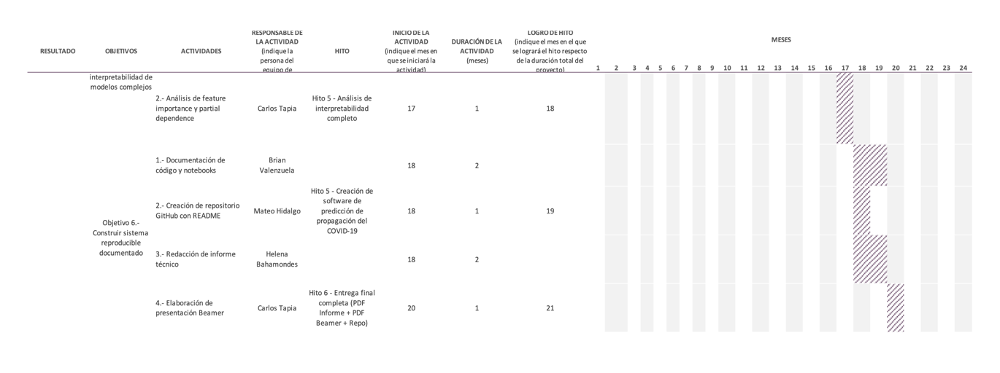 RESULTADO
OBJETIVOS
ACTIVIDADES
RESPONSABLE DE
LA ACTIVIDAD
(indique la
persona del
equipo de
HITO
INICIO DE LA
ACTIVIDAD
(indique el mes en
que se iniciará la
actividad)
DURACIÓN DE LA
ACTIVIDAD
(meses)
LOGRO DE HITO
(indique el mes en el que
se logrará el hito respecto
de la duración total del
proyecto)
MESES
1 2 3 4 5 6 7 8 9 10 11 12 13 14 15 16 17 18 19 20 21 22 23 24
interpretabilidad de
modelos complejos
2.- Análisis de feature
importance y partial
dependence
Carlos Tapia
Hito 5 - Análisis de
interpretabilidad
completo
17
1
18
Objetivo 6.-
Construir sistema
reproducible
documentado
1.- Documentación de
código y notebooks
Brian
Valenzuela
18
2
2.- Creación de repositorio
GitHub con README
Mateo Hidalgo
Hito 5 - Creación de
software de
predicción de
propagación del
COVID-19
18
1
19
3.- Redacción de informe
técnico
Helena
Bahamondes
18
2
4.- Elaboración de
presentación Beamer
Carlos Tapia
Hito 6 - Entrega final
completa (PDF
Informe + PDF
Beamer + Repo)
20
1
21